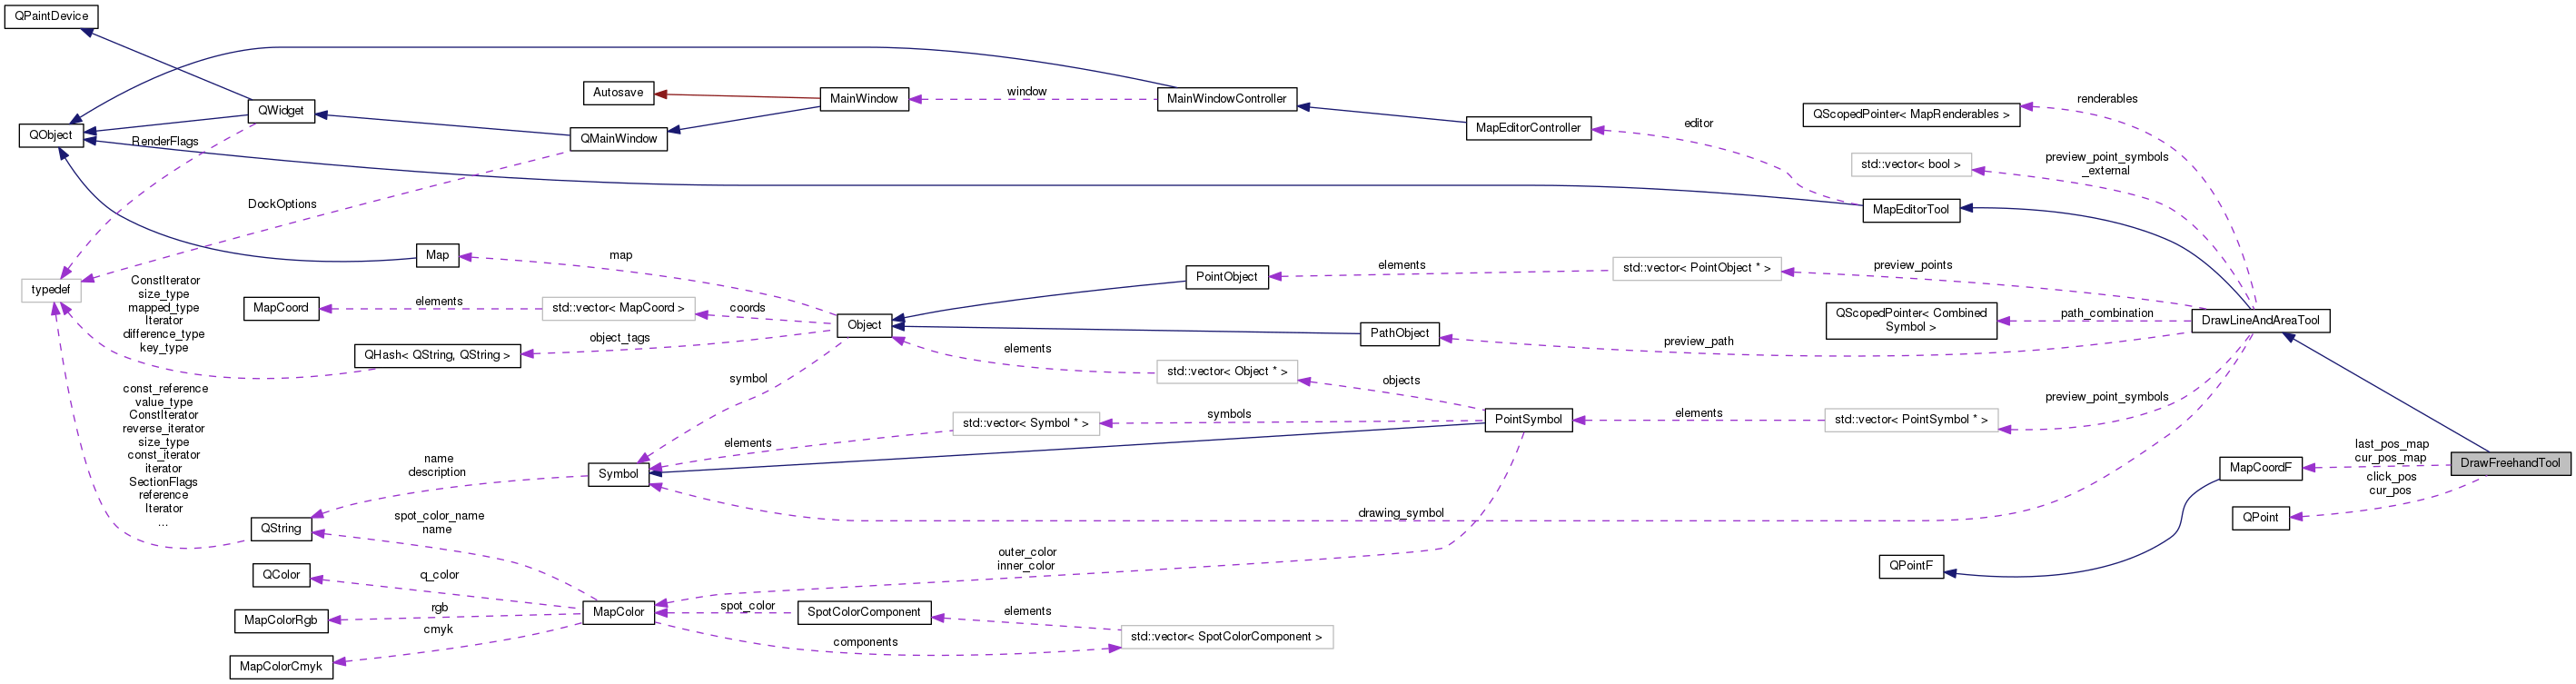 QPaintDevice
Autosave
MainWindow
window
MainWindowController
renderables
QScopedPointer< MapRenderables >
QWidget
QObject
RenderFlags
QMainWindow
MapEditorController
editor
std::vector< bool >
preview_point_symbols
_external
DockOptions
MapEditorTool
Map
map
PointObject
elements
std::vector< PointObject * >
preview_points
typedef
ConstIterator
size_type
mapped_type
Iterator
difference_type
key_type
MapCoord
elements
std::vector< MapCoord >
coords
Object
object_tags
QHash< QString, QString >
PathObject
preview_path
QScopedPointer< Combined
Symbol >
path_combination
DrawLineAndAreaTool
elements
std::vector< Object * >
objects
symbol
const_reference
value_type
ConstIterator
reverse_iterator
size_type
const_iterator
iterator
SectionFlags
reference
Iterator
...
preview_point_symbols
std::vector< Symbol * >
symbols
PointSymbol
elements
std::vector< PointSymbol * >
elements
name
description
Symbol
last_pos_map
cur_pos_map
MapCoordF
DrawFreehandTool
click_pos
cur_pos
QPoint
drawing_symbol
spot_color_name
name
QString
outer_color
inner_color
QPointF
QColor
q_color
MapColorRgb
rgb
cmyk
MapColor
spot_color
SpotColorComponent
elements
std::vector< SpotColorComponent >
components
MapColorCmyk